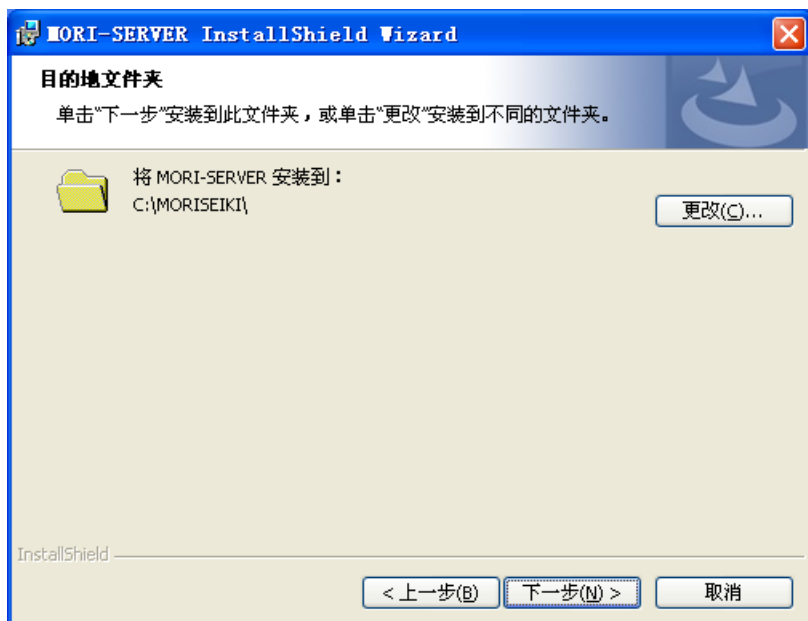 MORI-SERVER InstallShield Wizard
目的地文件夹
单击“下一步”安装到此文件夹，或单击“更改”安装到不同的文件夹。
将 MORI-SERVER 安装到：
C:\MORISEIKI\
更改(C)...
InstallShield
< 上一步(B)
下一步(N) >
取消